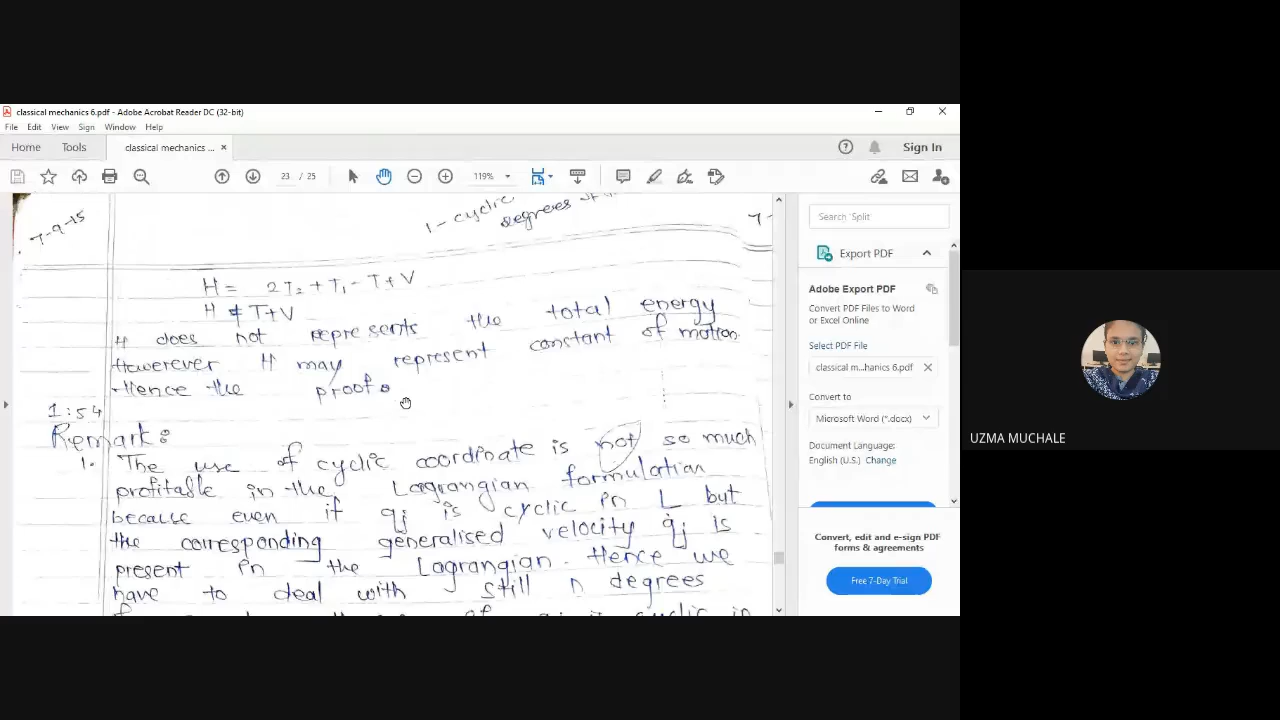 classical mechanics 6.pdf - Adobe Acrobat Reader DC (32-bit)
File Edit View Sign Window Help
Home Tools classical mechanics ... × Sign In
23 / 25 119%
7-9-15
1 - cyclic
degrees of
7-
H = 2T₂ + T₁ - T + V
H ≠ T+V
H does not represents the total energy
Howerever H may represent constant of motion
Hence the proof.
1:54
Remark:
1. The use of cyclic coordinate is not so much
profitable in the Lagrangian formulation
because even if qj is cyclic in L but
the corresponding generalised velocity q̇j is
present in the Lagrangian. Hence we
have to deal with still n degrees
cyclic in
Search 'Split'
Export PDF
Adobe Export PDF
Convert PDF Files to Word
or Excel Online
Select PDF File
classical m...hanics 6.pdf ×
Convert to
Microsoft Word (*.docx)
Document Language:
English (U.S.) Change
Convert, edit and e-sign PDF
forms & agreements
Free 7-Day Trial
UZMA MUCHALE